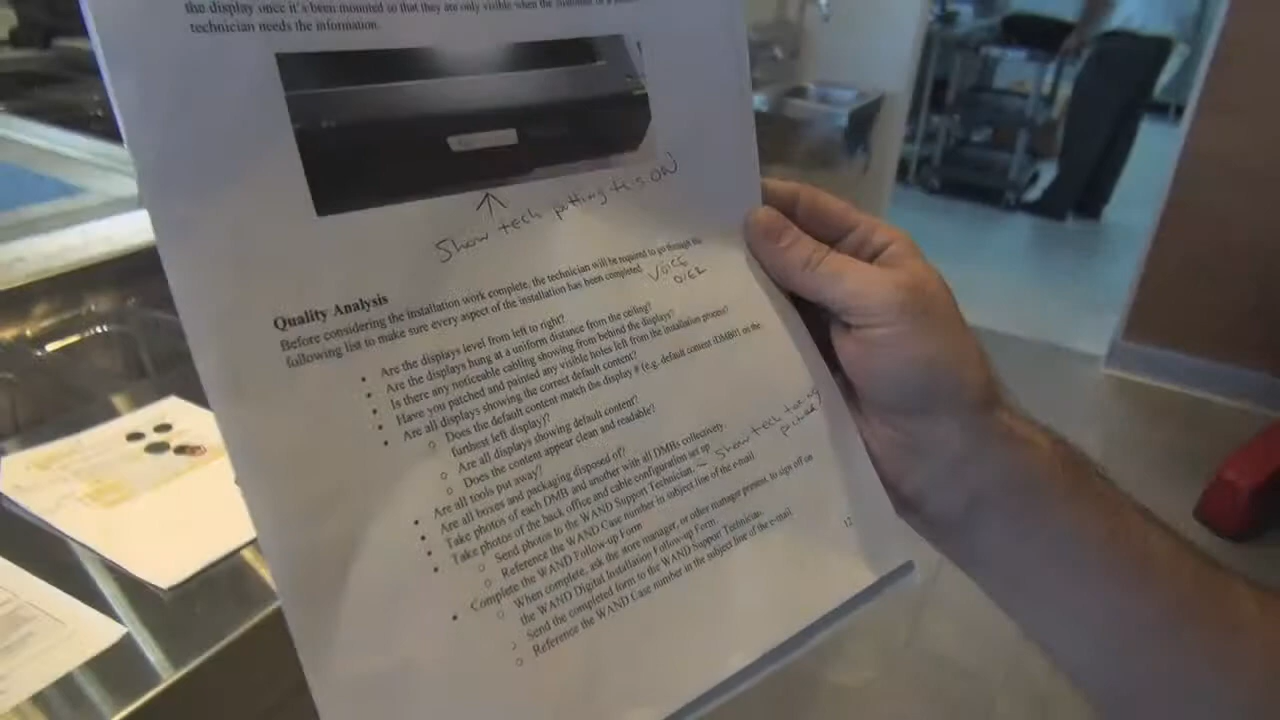 the display once it's been mounted so that they are only visible when the
technician needs the information.
Show tech putting this ON
Quality Analysis
Before considering the installation work complete, the technician will be required to go through the
following list to make sure every aspect of the installation has been completed.
VOICE
OVER
• Are the displays level from left to right?
• Are the displays hung at a uniform distance from the ceiling?
• Is there any noticeable cabling showing from behind the displays?
• Have you patched and painted any visible holes left from the installation process?
• Are all displays showing the correct default content?
○ Does the default content match the display # (e.g. default content (DMB01 on the
furthest left display)?
○ Are all displays showing default content?
○ Does the content appear clean and readable?
• Are all tools put away?
• Are all boxes and packaging disposed of?
• Take photos of each DMB and another with all DMBs collectively.
• Take photos of the back office and cable configuration set up
○ Send photos to the WAND Support Technician. – Show tech taking
pictures
○ Reference the WAND Case number in subject line of the e-mail
• Complete the WAND Follow-up Form
○ When complete, ask the store manager, or other manager present, to sign off on
the WAND Digital Installation Follow-up Form.
○ Send the completed form to the WAND Support Technician.
○ Reference the WAND Case number in the subject line of the e-mail
12